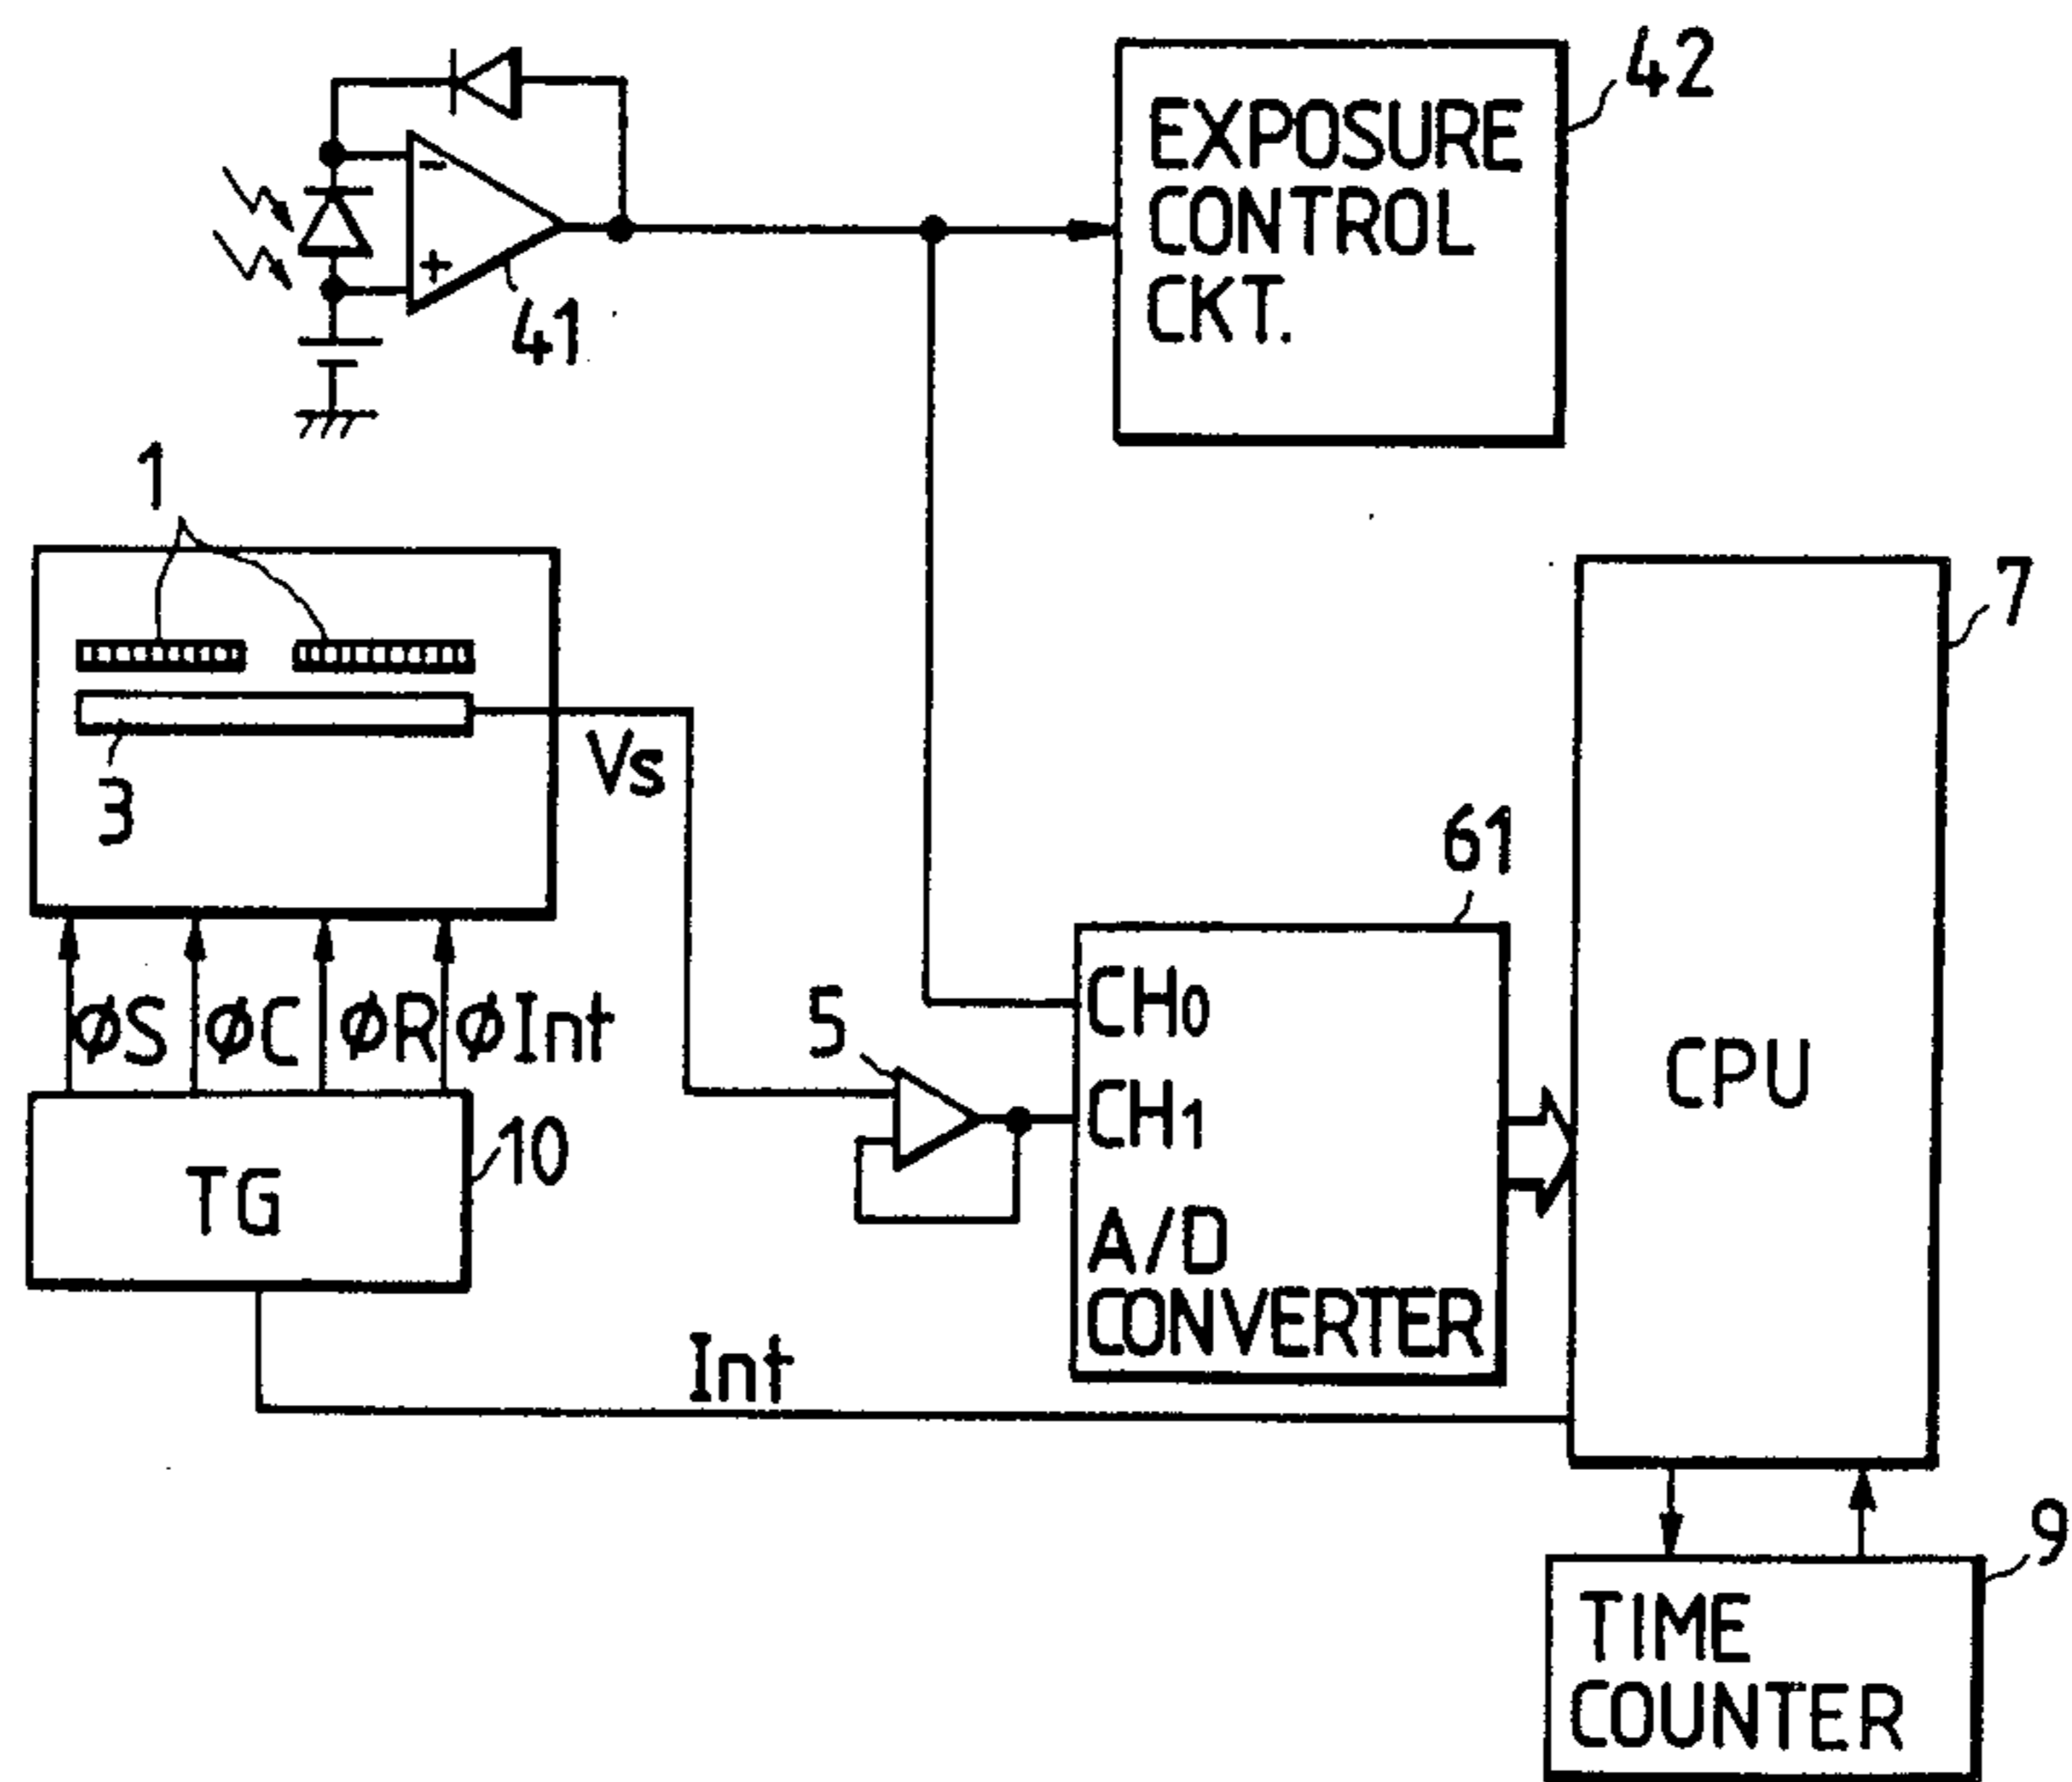 42
EXPOSURE
CONTROL
CKT.
-
+
41
1
3
Vs
7
61
CH0
CH1
A/D
CONVERTER
5
CPU
øS øC øR øInt
10
TG
Int
9
TIME
COUNTER